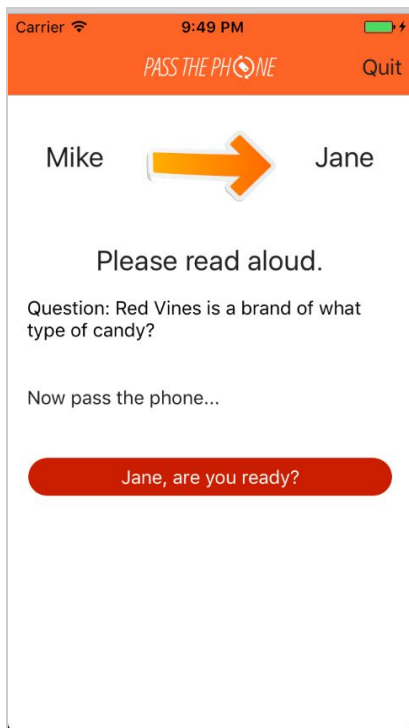 Carrier 9:49 PM
PASS THE PHONE Quit
Mike Jane
Please read aloud.
Question: Red Vines is a brand of what
type of candy?
Now pass the phone...
Jane, are you ready?